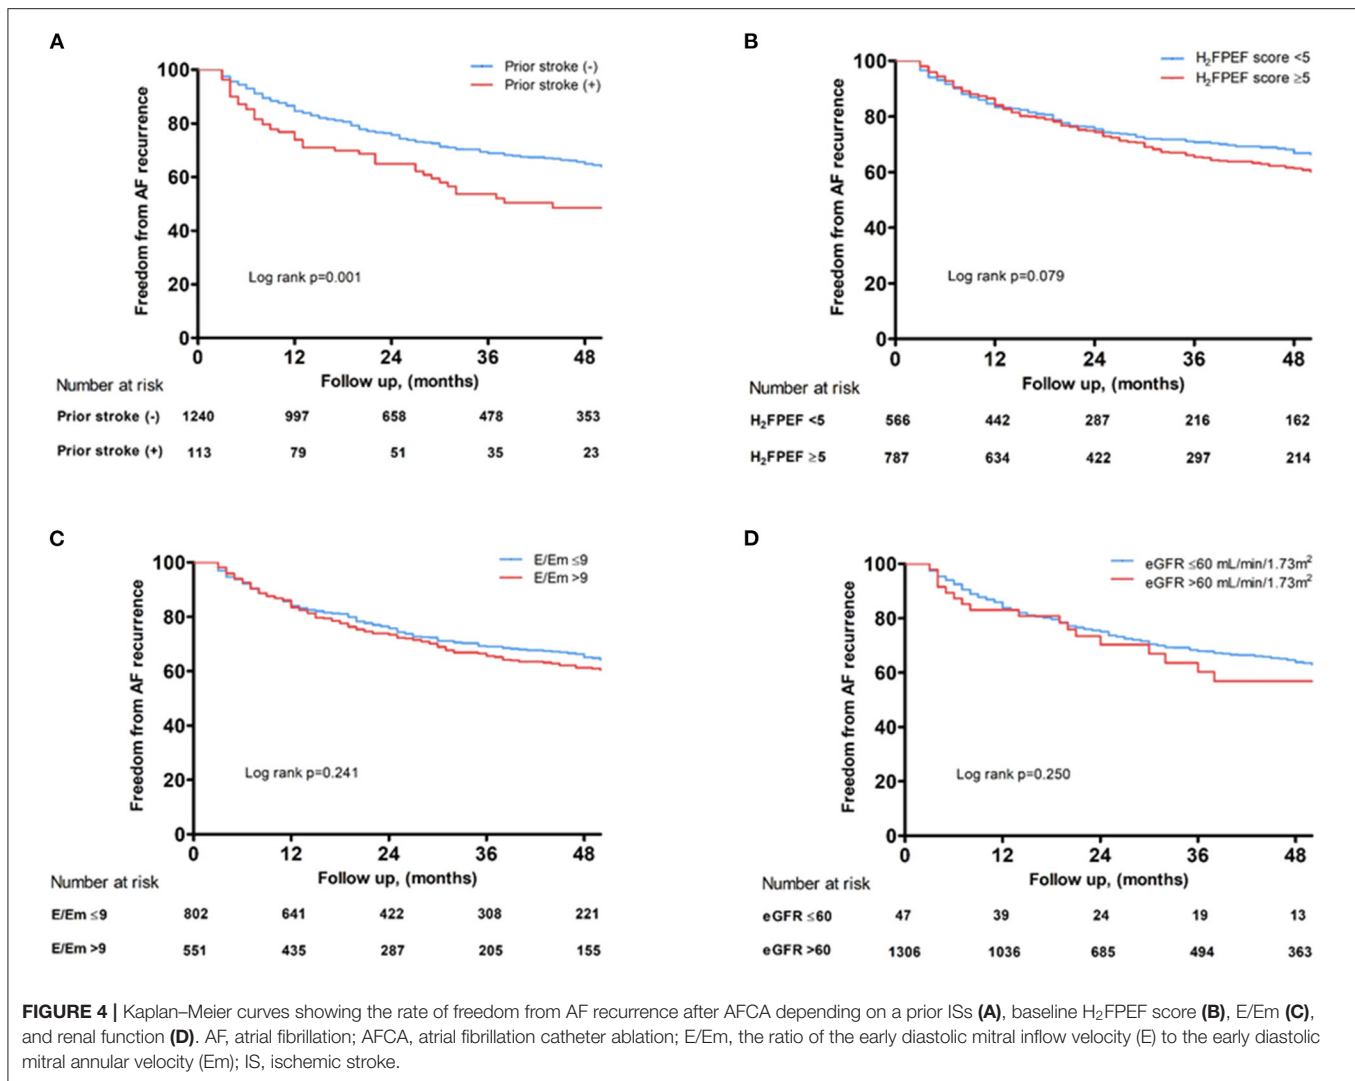 A
Prior stroke (-)
Prior stroke (+)
Freedom from AF recurrence
100
80
60
40
20
0
Log rank p=0.001
0 12 24 36 48
Follow up, (months)
Number at risk
Prior stroke (-) 1240 997 658 478 353
Prior stroke (+) 113 79 51 35 23
B
H₂FPEF score <5
H₂FPEF score ≥5
Freedom from AF recurrence
100
80
60
40
20
0
Log rank p=0.079
0 12 24 36 48
Follow up, (months)
Number at risk
H₂FPEF <5 566 442 287 216 162
H₂FPEF ≥5 787 634 422 297 214
C
E/Em ≤9
E/Em >9
Freedom from AF recurrence
100
80
60
40
20
0
Log rank p=0.241
0 12 24 36 48
Follow up, (months)
Number at risk
E/Em ≤9 802 641 422 308 221
E/Em >9 551 435 287 205 155
D
eGFR ≤60 mL/min/1.73m²
eGFR >60 mL/min/1.73m²
Freedom from AF recurrence
100
80
60
40
20
0
Log rank p=0.250
0 12 24 36 48
Follow up, (months)
Number at risk
eGFR ≤60 47 39 24 19 13
eGFR >60 1306 1036 685 494 363
FIGURE 4 | Kaplan–Meier curves showing the rate of freedom from AF recurrence after AFCA depending on a prior ISs (A), baseline H₂FPEF score (B), E/Em (C),
and renal function (D). AF, atrial fibrillation; AFCA, atrial fibrillation catheter ablation; E/Em, the ratio of the early diastolic mitral inflow velocity (E) to the early diastolic
mitral annular velocity (Em); IS, ischemic stroke.